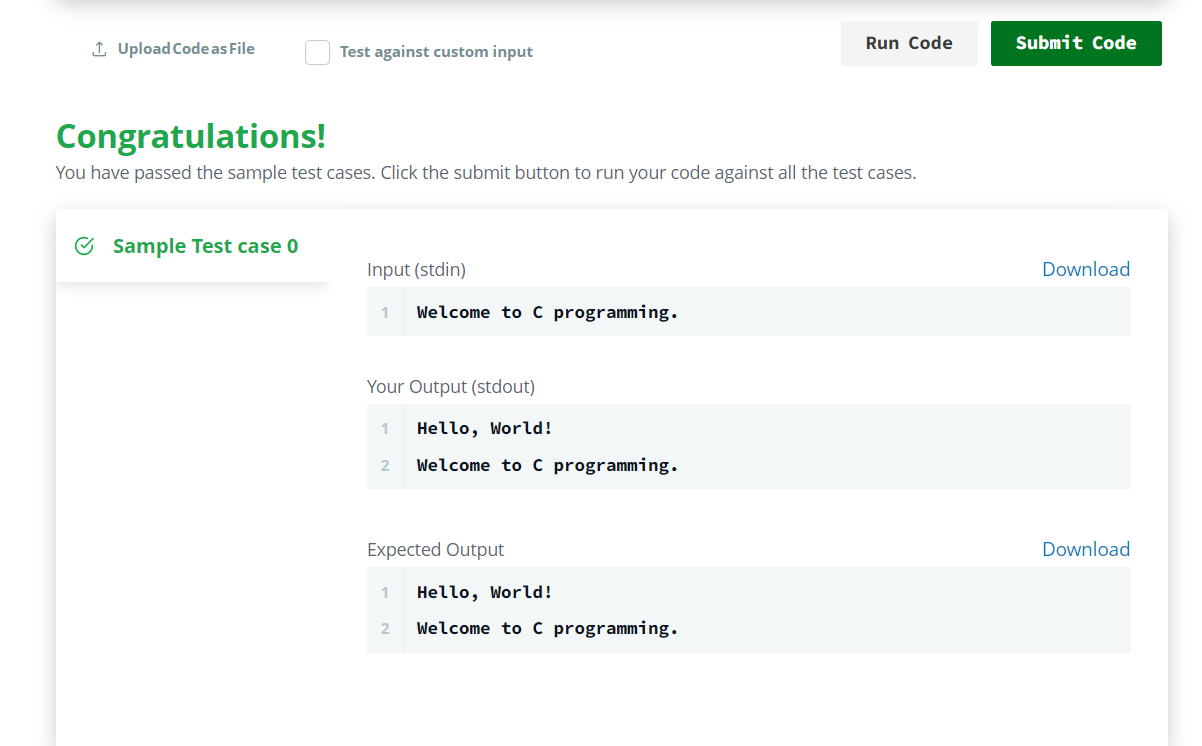 Upload Code as File
Test against custom input
Run Code
Submit Code
Congratulations!
You have passed the sample test cases. Click the submit button to run your code against all the test cases.
Sample Test case 0
Input (stdin)
Download
1 Welcome to C programming.
Your Output (stdout)
1 Hello, World!
2 Welcome to C programming.
Expected Output
Download
1 Hello, World!
2 Welcome to C programming.